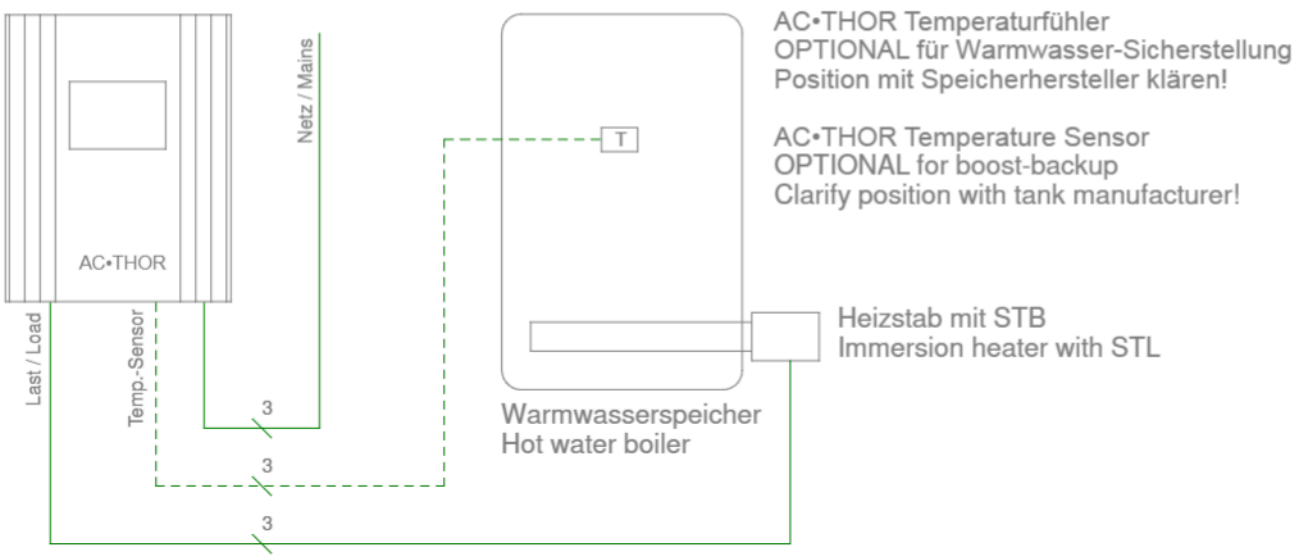 AC•THOR
Last / Load
Temp.-Sensor
Netz / Mains
3
3
3
T
Warmwasserspeicher
Hot water boiler
AC•THOR Temperaturfühler
OPTIONAL für Warmwasser-Sicherstellung
Position mit Speicherhersteller klären!
AC•THOR Temperature Sensor
OPTIONAL for boost-backup
Clarify position with tank manufacturer!
Heizstab mit STB
Immersion heater with STL